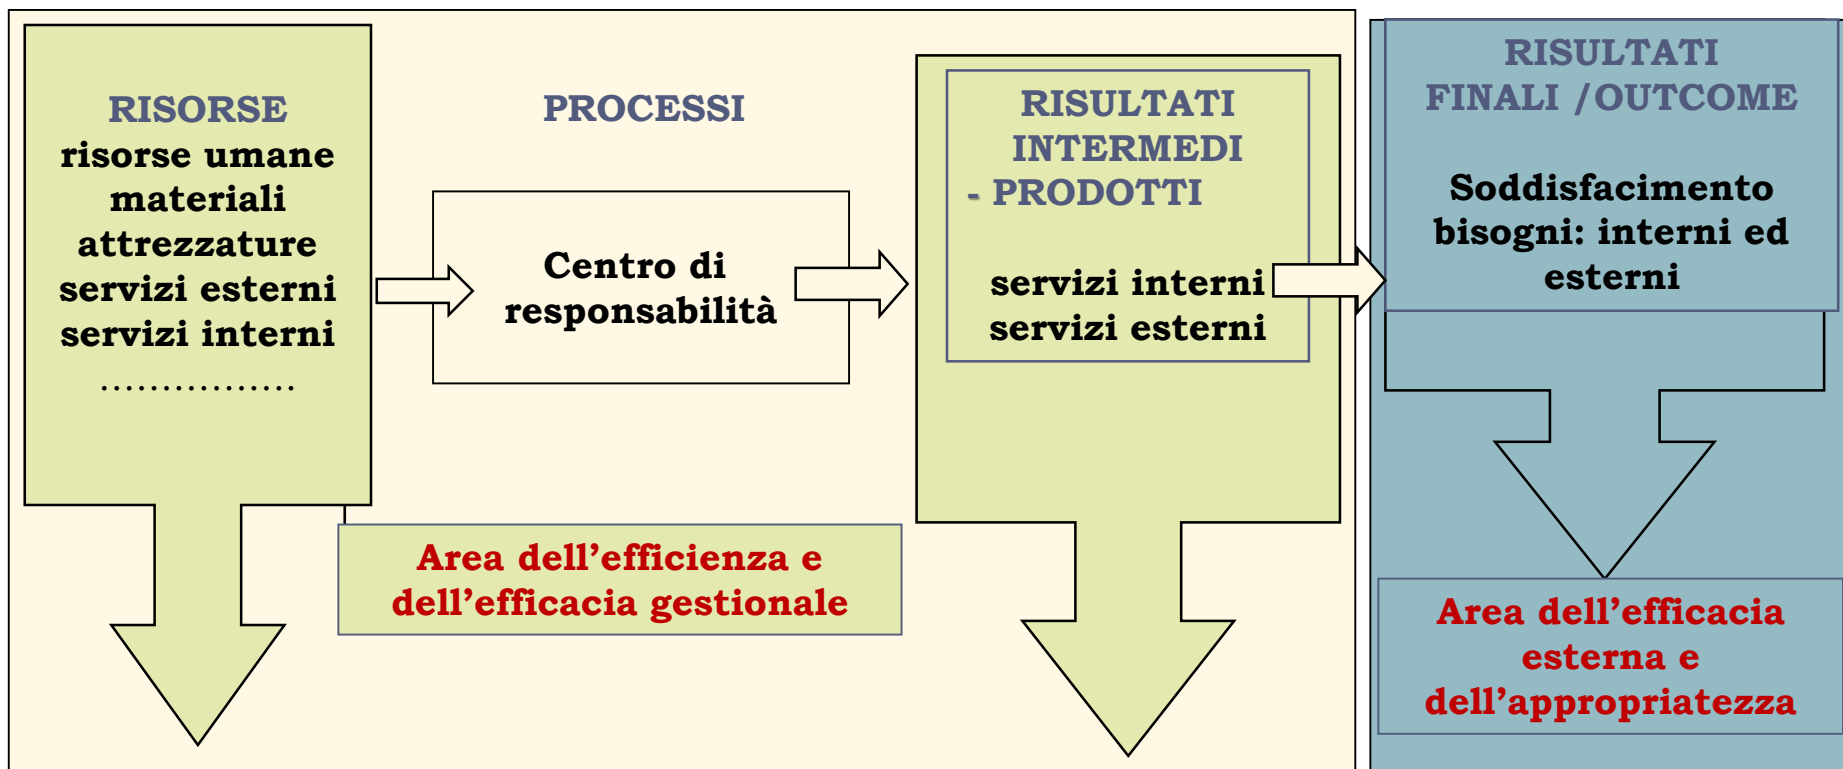 RISORSE
risorse umane
materiali
attrezzature
servizi esterni
servizi interni
................
PROCESSI
Centro di
responsabilità
RISULTATI
INTERMEDI
- PRODOTTI
servizi interni
servizi esterni
RISULTATI
FINALI /OUTCOME
Soddisfacimento
bisogni: interni ed
esterni
Area dell’efficienza e
dell’efficacia gestionale
Area dell’efficacia
esterna e
dell’appropriatezza